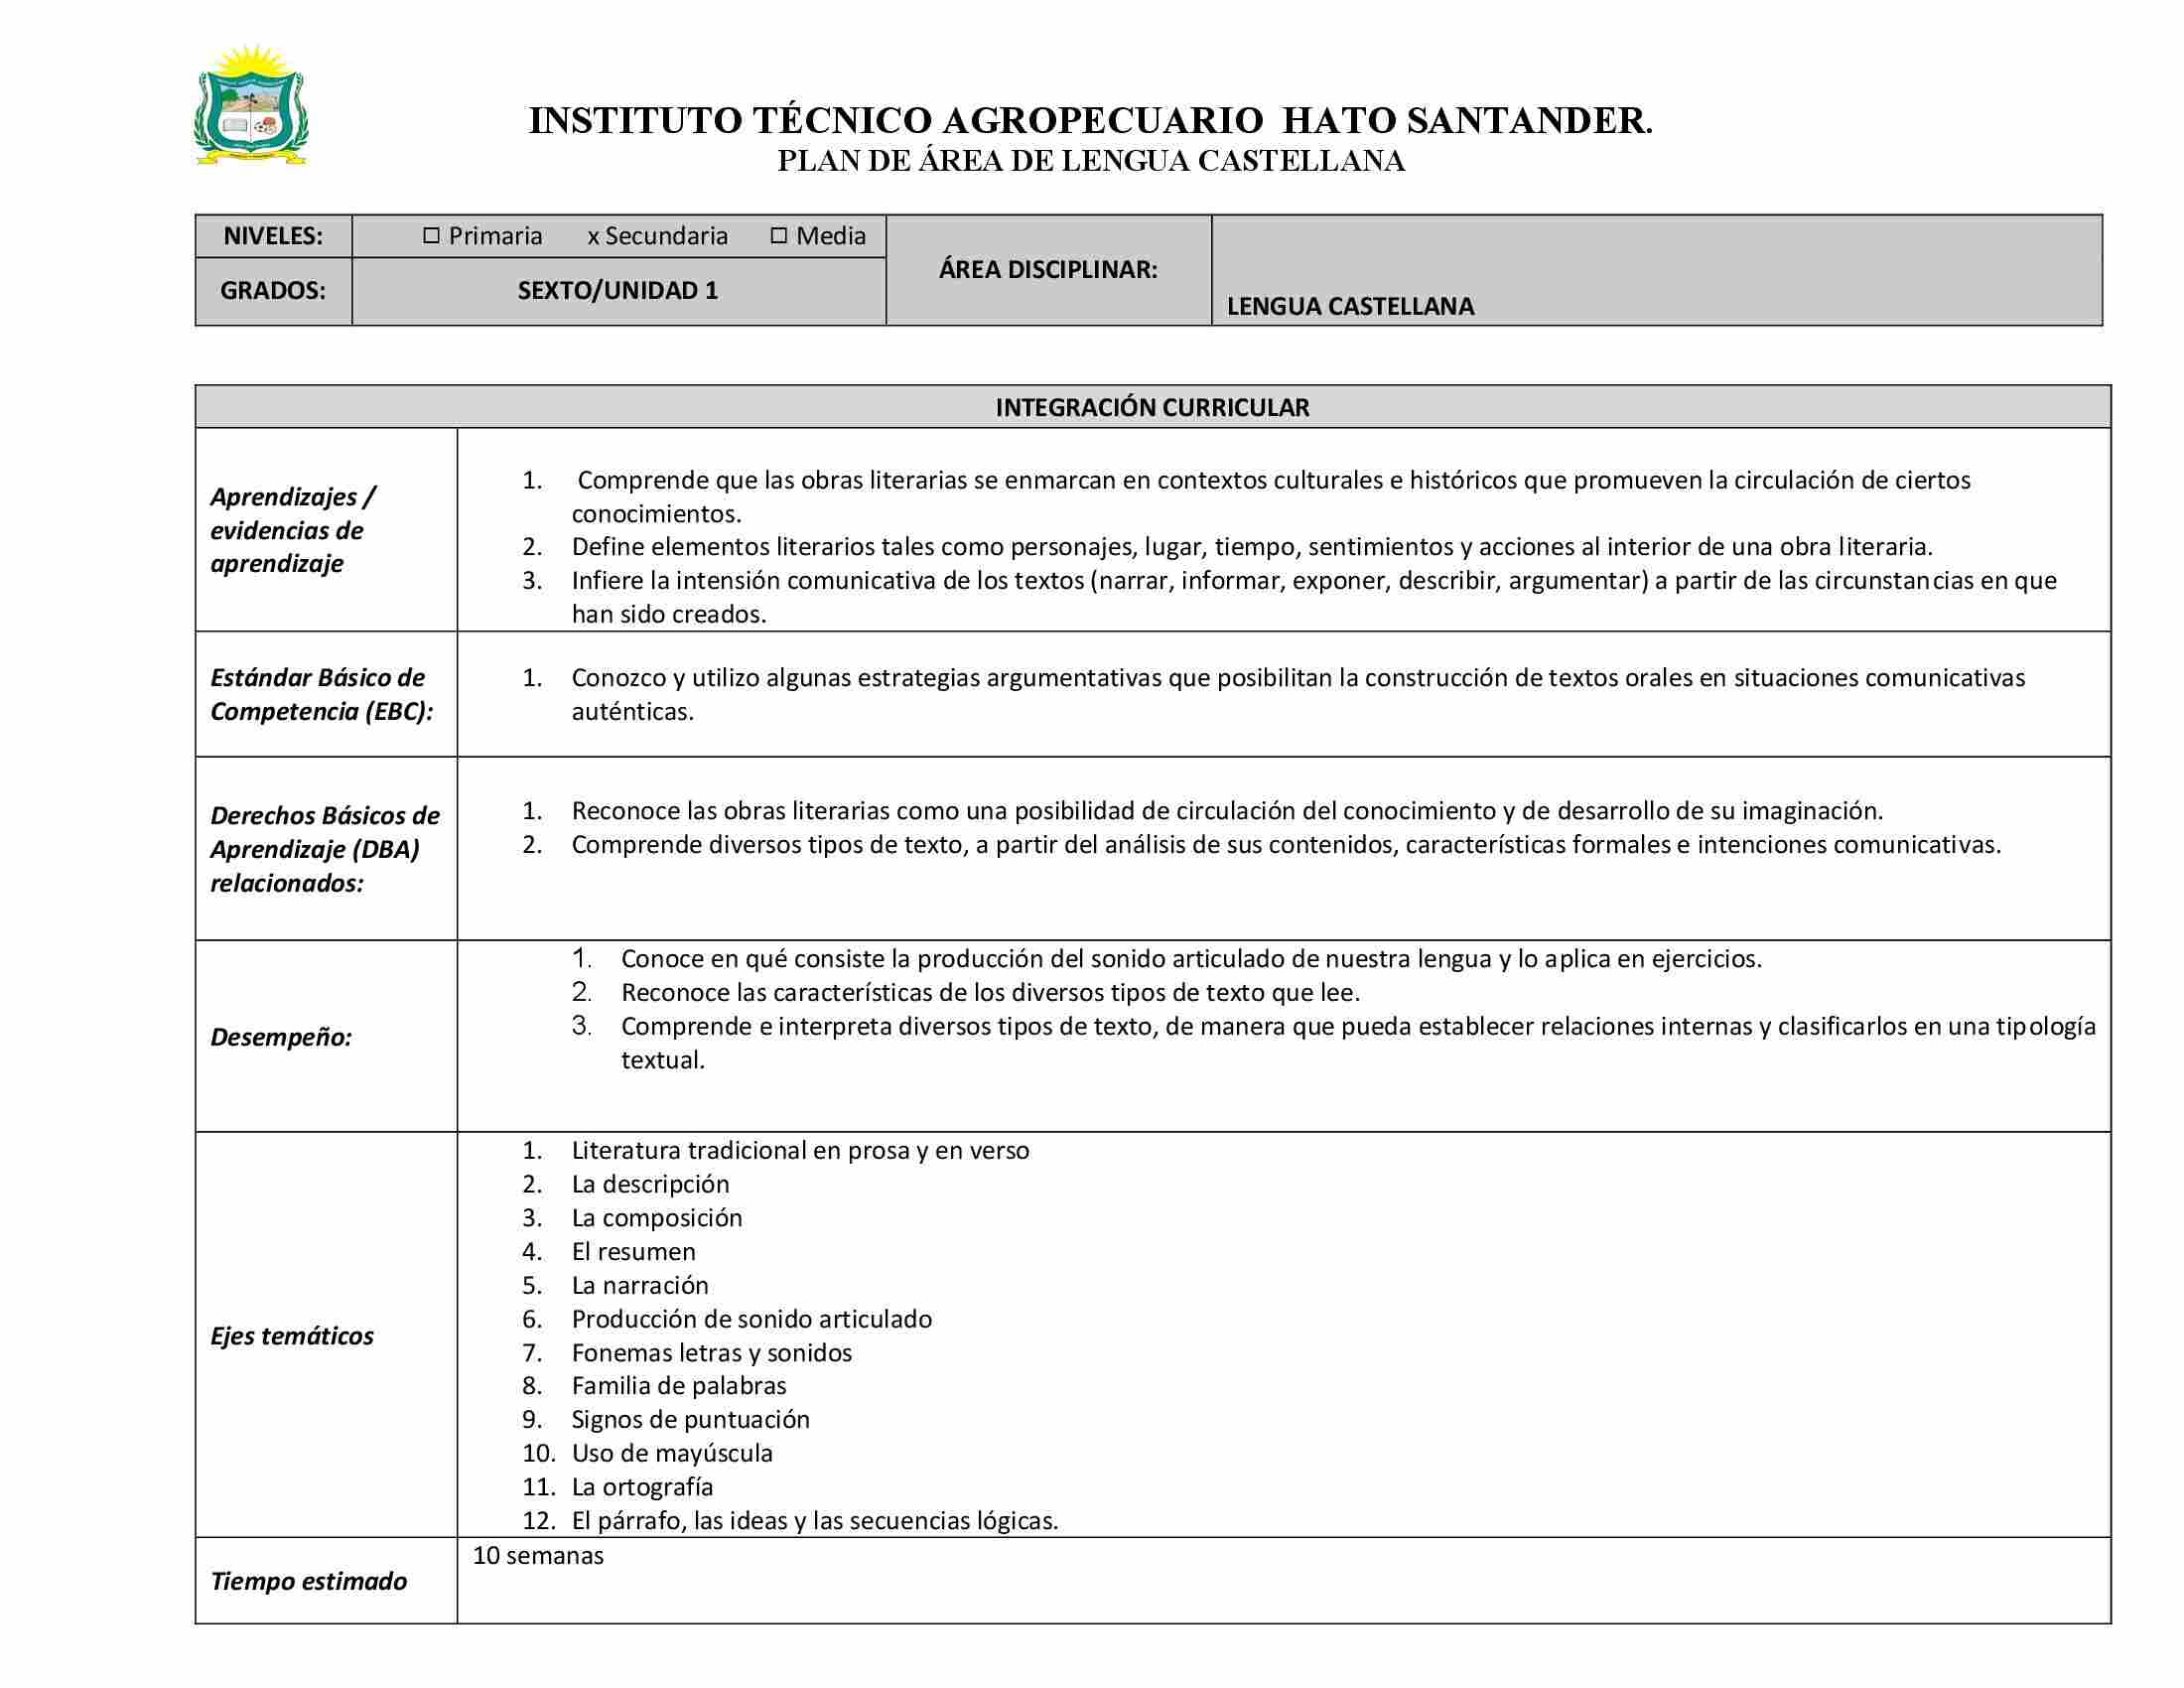 INSTITUTO TÉCNICO AGROPECUARIO HATO SANTANDER.
PLAN DE ÁREA DE LENGUA CASTELLANA
NIVELES: ☐ Primaria x Secundaria ☐ Media
ÁREA DISCIPLINAR:
GRADOS: SEXTO/UNIDAD 1
LENGUA CASTELLANA
INTEGRACIÓN CURRICULAR
Aprendizajes /
evidencias de
aprendizaje
1. Comprende que las obras literarias se enmarcan en contextos culturales e históricos que promueven la circulación de ciertos
conocimientos.
2. Define elementos literarios tales como personajes, lugar, tiempo, sentimientos y acciones al interior de una obra literaria.
3. Infiere la intensión comunicativa de los textos (narrar, informar, exponer, describir, argumentar) a partir de las circunstancias en que
han sido creados.
Estándar Básico de
Competencia (EBC):
1. Conozco y utilizo algunas estrategias argumentativas que posibilitan la construcción de textos orales en situaciones comunicativas
auténticas.
Derechos Básicos de
Aprendizaje (DBA)
relacionados:
1. Reconoce las obras literarias como una posibilidad de circulación del conocimiento y de desarrollo de su imaginación.
2. Comprende diversos tipos de texto, a partir del análisis de sus contenidos, características formales e intenciones comunicativas.
Desempeño:
1. Conoce en qué consiste la producción del sonido articulado de nuestra lengua y lo aplica en ejercicios.
2. Reconoce las características de los diversos tipos de texto que lee.
3. Comprende e interpreta diversos tipos de texto, de manera que pueda establecer relaciones internas y clasificarlos en una tipología
textual.
Ejes temáticos
1. Literatura tradicional en prosa y en verso
2. La descripción
3. La composición
4. El resumen
5. La narración
6. Producción de sonido articulado
7. Fonemas letras y sonidos
8. Familia de palabras
9. Signos de puntuación
10. Uso de mayúscula
11. La ortografía
12. El párrafo, las ideas y las secuencias lógicas.
Tiempo estimado
10 semanas